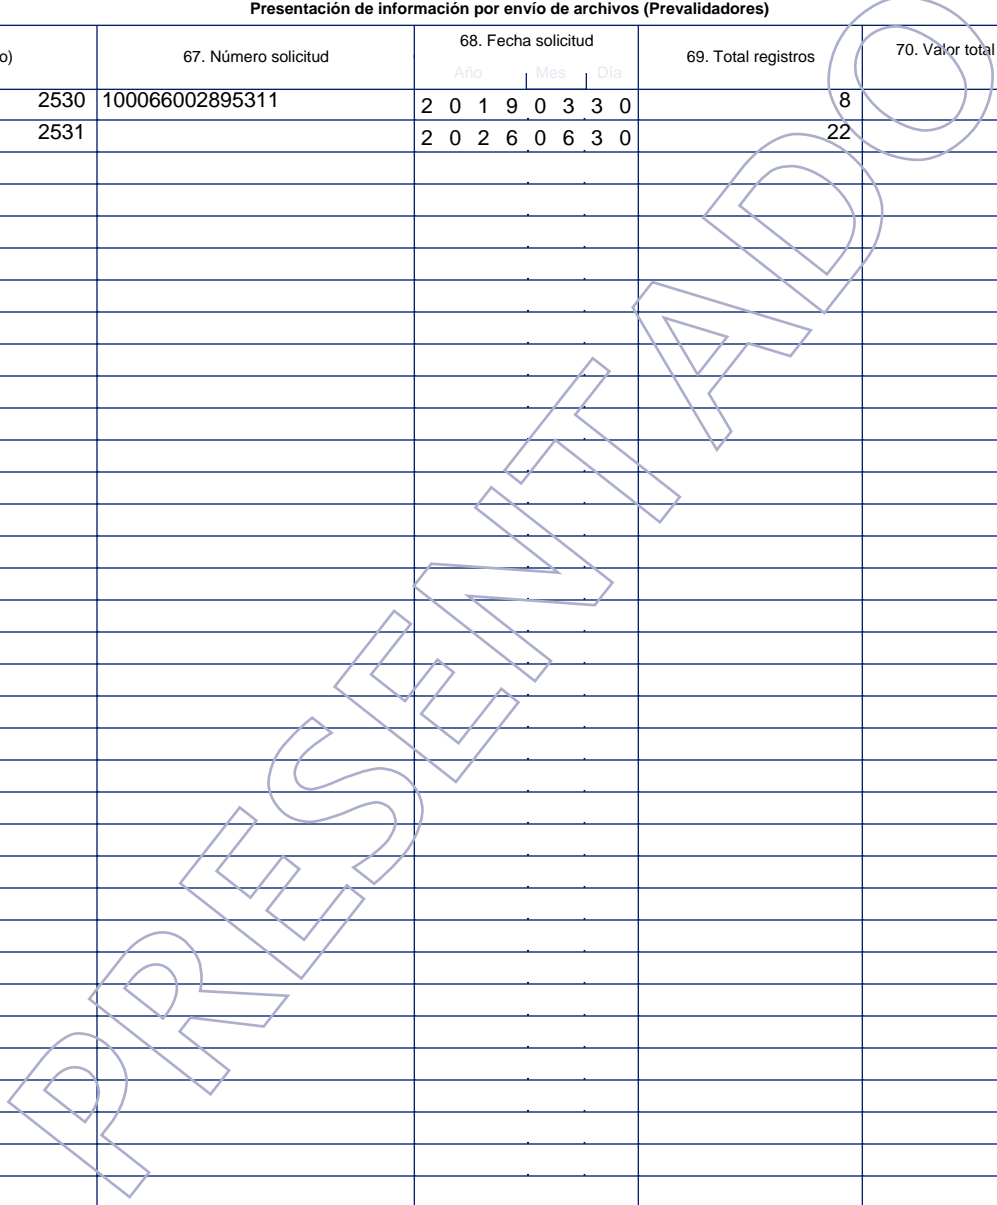 Presentación de información por envío de archivos (Prevalidadores)
o) 67. Número solicitud 68. Fecha solicitud 69. Total registros 70. Valor total
Año Mes Día
2530 100066002895311 2 0 1 9 0 3 3 0 8
2531 2 0 2 6 0 6 3 0 22
PRESENTADO